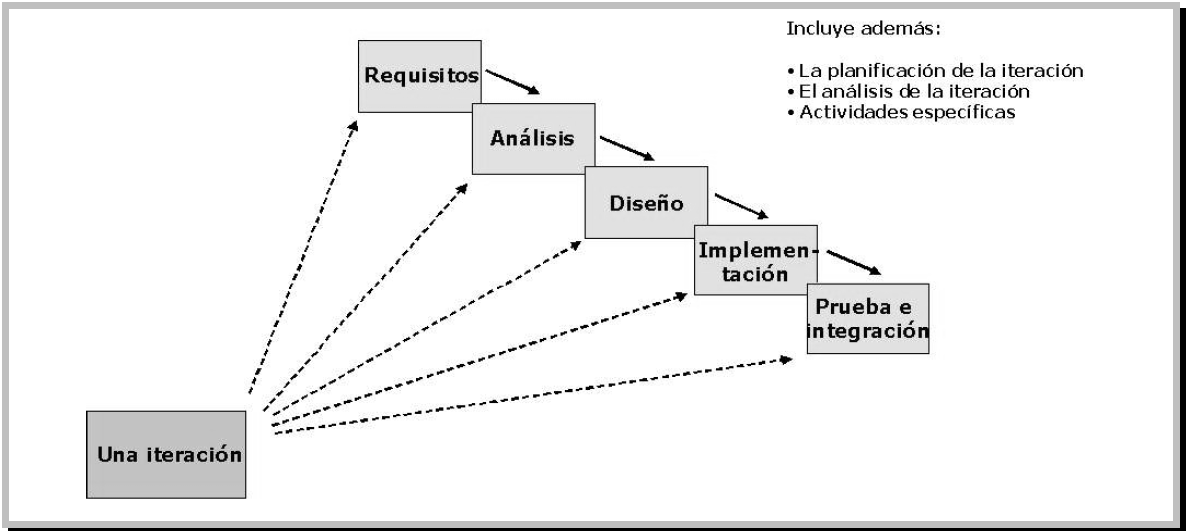 Incluye además:
• La planificación de la iteración
• El análisis de la iteración
• Actividades específicas
Requisitos
Análisis
Diseño
Implemen-
tación
Prueba e
integración
Una iteración